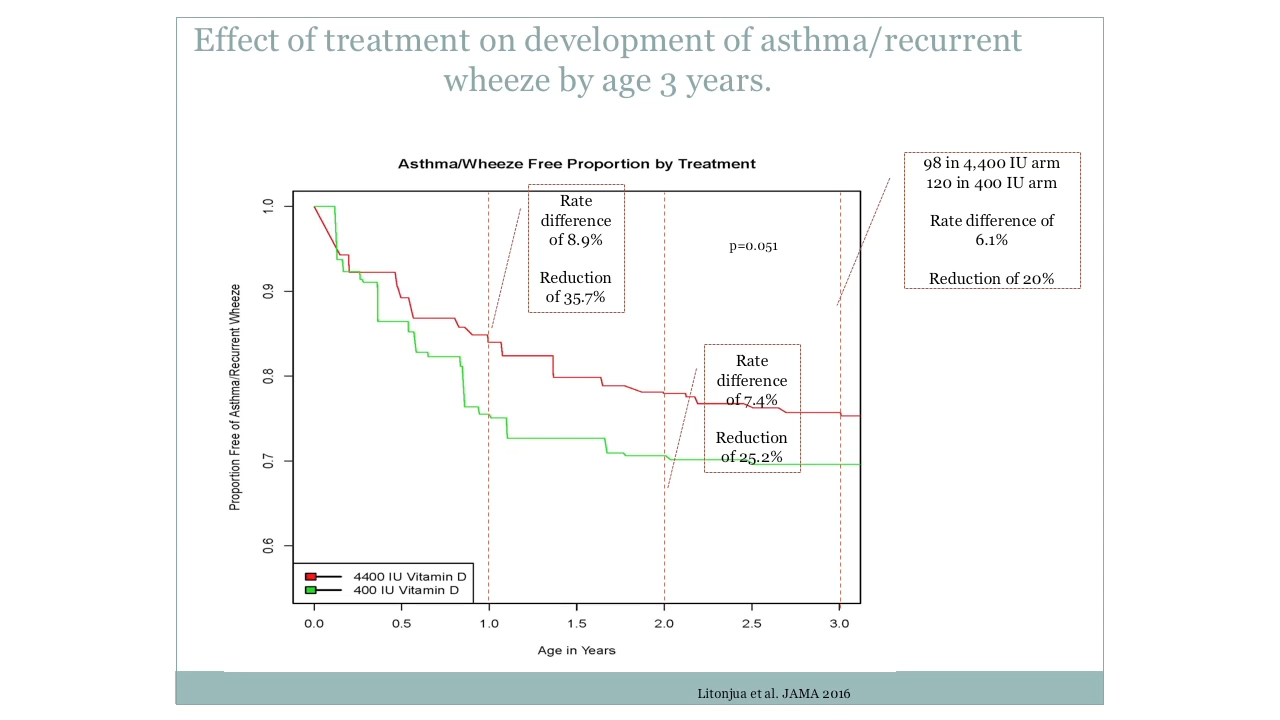 Effect of treatment on development of asthma/recurrent
wheeze by age 3 years.
Asthma/Wheeze Free Proportion by Treatment
98 in 4,400 IU arm
120 in 400 IU arm
Rate difference of
6.1%
Reduction of 20%
Rate
difference
of 8.9%
Reduction
of 35.7%
p=0.051
Rate
difference
of 7.4%
Reduction
of 25.2%
Proportion Free of Asthma/Recurrent Wheeze
1.0
0.9
0.8
0.7
0.6
4400 IU Vitamin D
400 IU Vitamin D
0.0 0.5 1.0 1.5 2.0 2.5 3.0
Age in Years
Litonjua et al. JAMA 2016